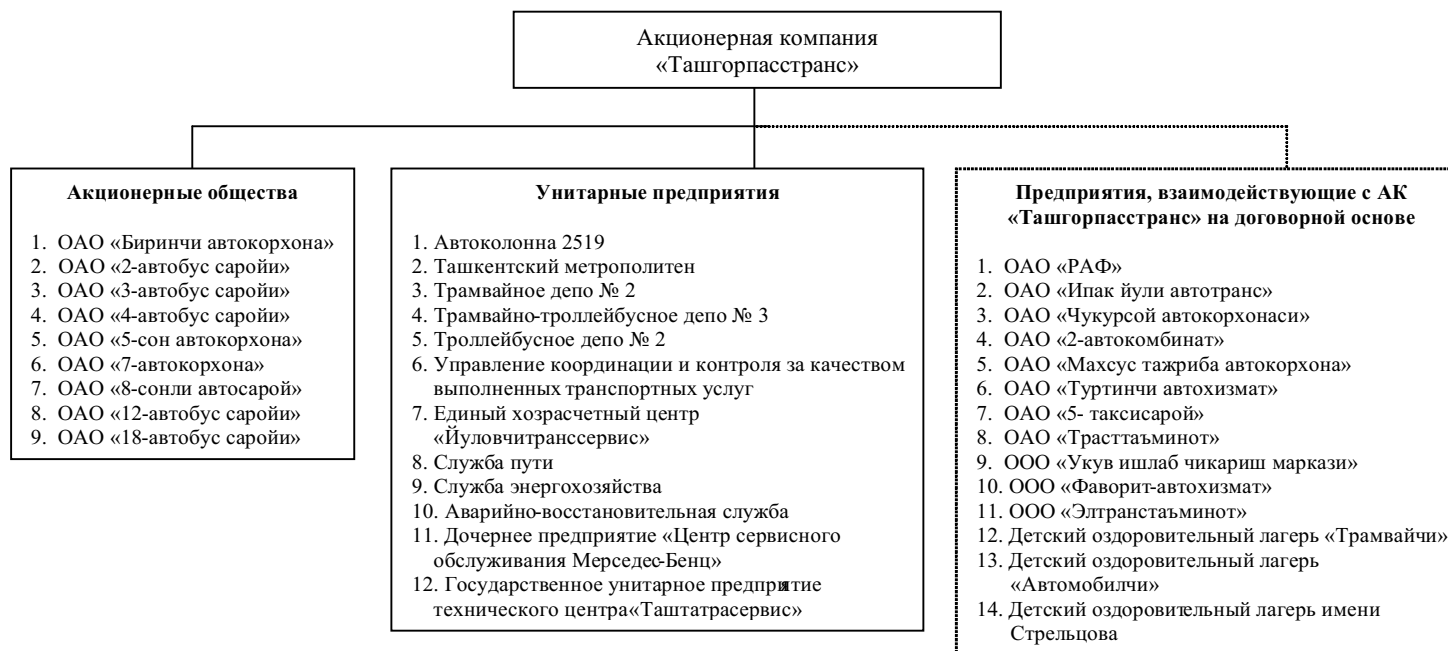 Акционерная компания
«Ташгорпасстранс»
Акционерные общества
1. ОАО «Биринчи автокорхона»
2. ОАО «2-автобус саройи»
3. ОАО «3-автобус саройи»
4. ОАО «4-автобус саройи»
5. ОАО «5-сон автокорхона»
6. ОАО «7-автокорхона»
7. ОАО «8-сонли автосарой»
8. ОАО «12-автобус саройи»
9. ОАО «18-автобус саройи»
Унитарные предприятия
1. Автоколонна 2519
2. Ташкентский метрополитен
3. Трамвайное депо № 2
4. Трамвайно-троллейбусное депо № 3
5. Троллейбусное депо № 2
6. Управление координации и контроля за качеством
выполненных транспортных услуг
7. Единый хозрасчетный центр
«Йуловчитранссервис»
8. Служба пути
9. Служба энергохозяйства
10. Аварийно-восстановительная служба
11. Дочернее предприятие «Центр сервисного
обслуживания Мерседес-Бенц»
12. Государственное унитарное предприятие
технического центра«Таштатрасервис»
Предприятия, взаимодействующие с АК
«Ташгорпасстранс» на договорной основе
1. ОАО «РАФ»
2. ОАО «Ипак йули автотранс»
3. ОАО «Чукурсой автокорхонаси»
4. ОАО «2-автокомбинат»
5. ОАО «Махсус тажриба автокорхона»
6. ОАО «Туртинчи автохизмат»
7. ОАО «5- таксисарой»
8. ОАО «Трасттаъминот»
9. ООО «Укув ишлаб чикариш маркази»
10. ООО «Фаворит-автохизмат»
11. ООО «Элтранстаъминот»
12. Детский оздоровительный лагерь «Трамвайчи»
13. Детский оздоровительный лагерь
«Автомобилчи»
14. Детский оздоровительный лагерь имени
Стрельцова